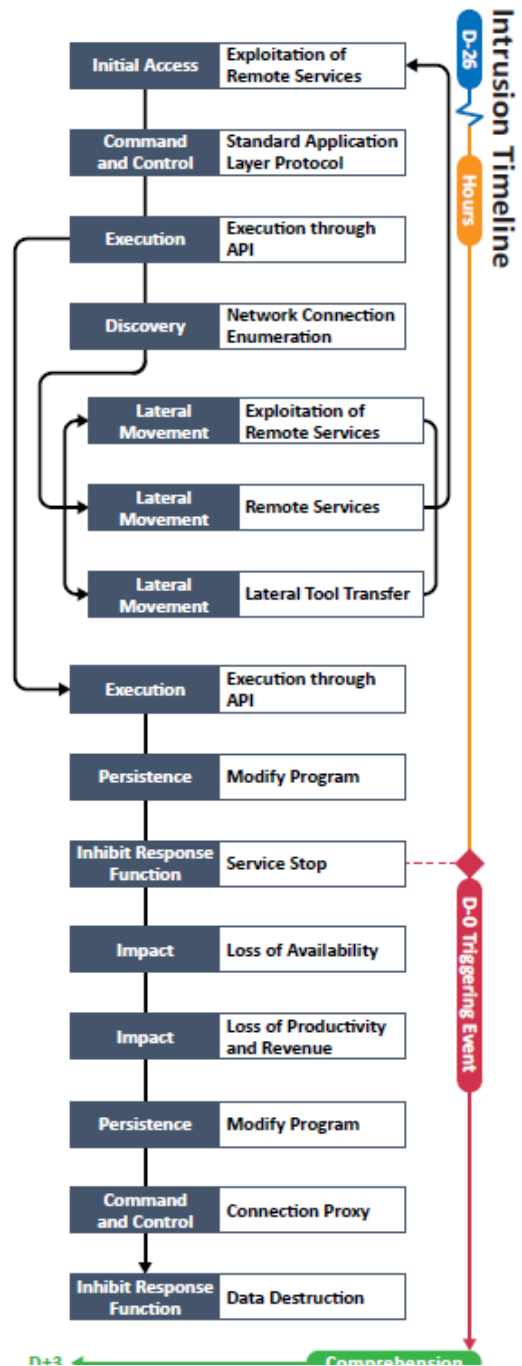 Intrusion Timeline
D-26
Hours
Initial Access
Exploitation of
Remote Services
Command
and Control
Standard Application
Layer Protocol
Execution
Execution through
API
Discovery
Network Connection
Enumeration
Lateral
Movement
Exploitation of
Remote Services
Lateral
Movement
Remote Services
Lateral
Movement
Lateral Tool Transfer
Execution
Execution through
API
Persistence
Modify Program
Inhibit Response
Function
Service Stop
D-0 Triggering Event
Impact
Loss of Availability
Impact
Loss of Productivity
and Revenue
Persistence
Modify Program
Command
and Control
Connection Proxy
Inhibit Response
Function
Data Destruction
D+3
Comprehension